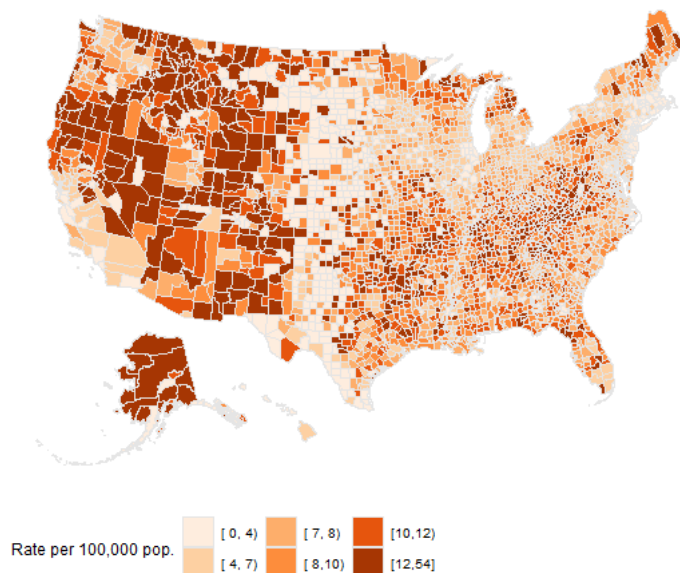 [ 0, 4) [ 7, 8) [10,12)
Rate per 100,000 pop.
[ 4, 7) [ 8,10) [12,54]